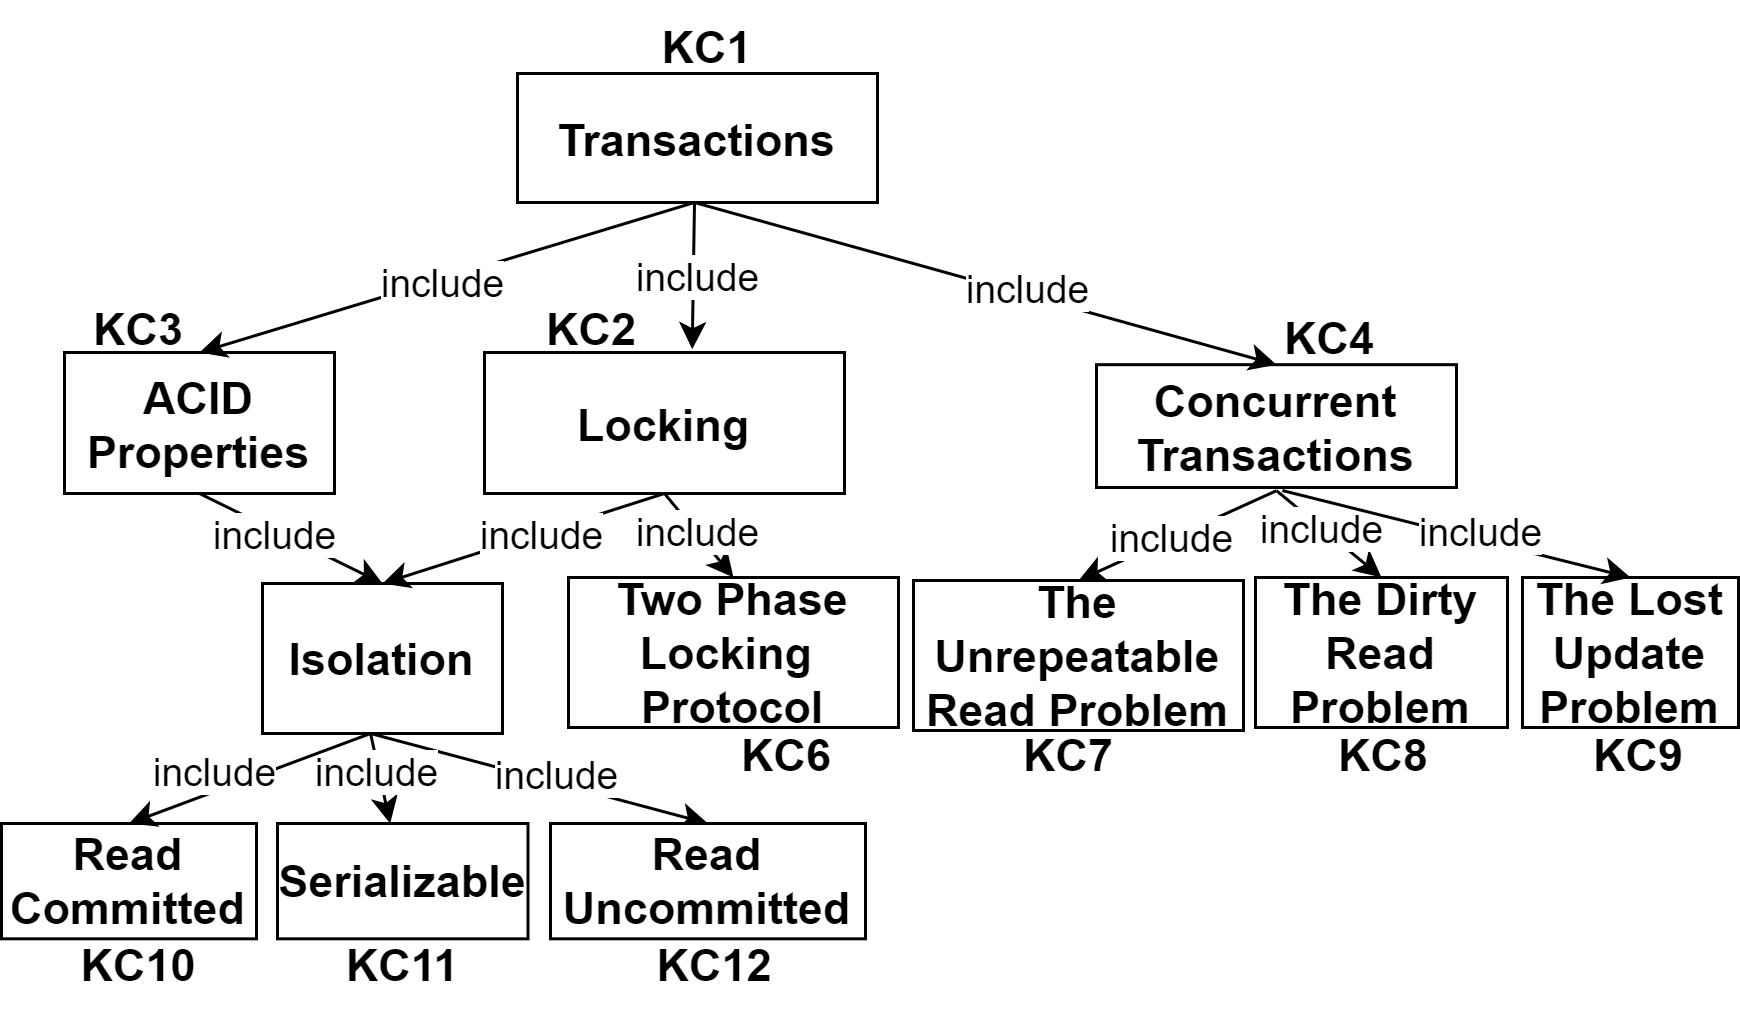 KC1
Transactions
include
include
include
KC3
KC2
KC4
ACID
Properties
Locking
Concurrent
Transactions
include
include
include
include
include
include
Isolation
Two Phase
Locking
Protocol
The
Unrepeatable
Read Problem
The Dirty
Read
Problem
The Lost
Update
Problem
KC6
KC7
KC8
KC9
include
include
include
Read
Committed
Serializable
Read
Uncommitted
KC10
KC11
KC12